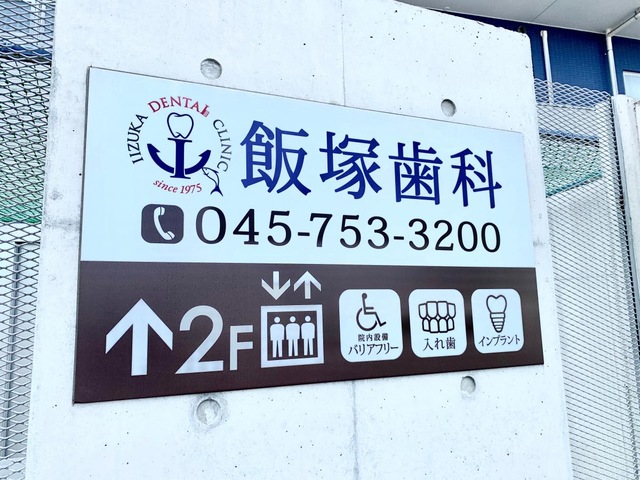 IIZUKA DENTAL CLINIC
since 1975
飯塚歯科
045-753-3200
2F
院内設備
バリアフリー
入れ歯
インプラント